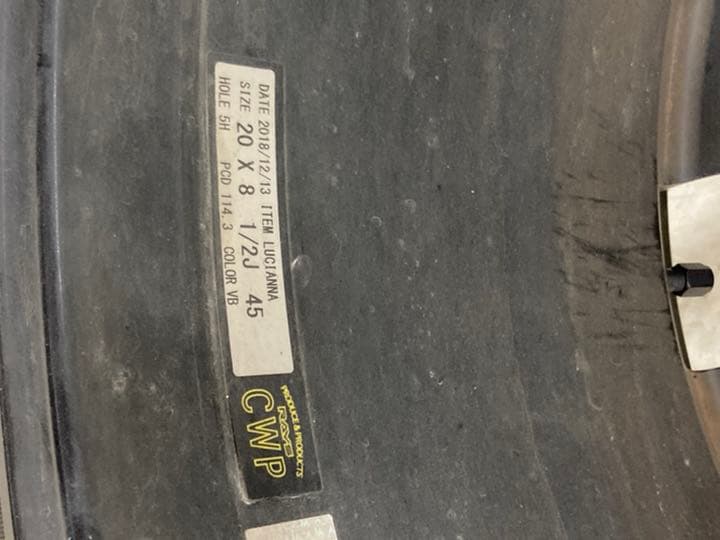 DATE 2018/12/13 ITEM LUCIANNA
SIZE 20 X 8 1/2J 45
HOLE 5H PCD 114.3 COLOR VB
PRODUCE & PRODUCTS
RAYS
CWP